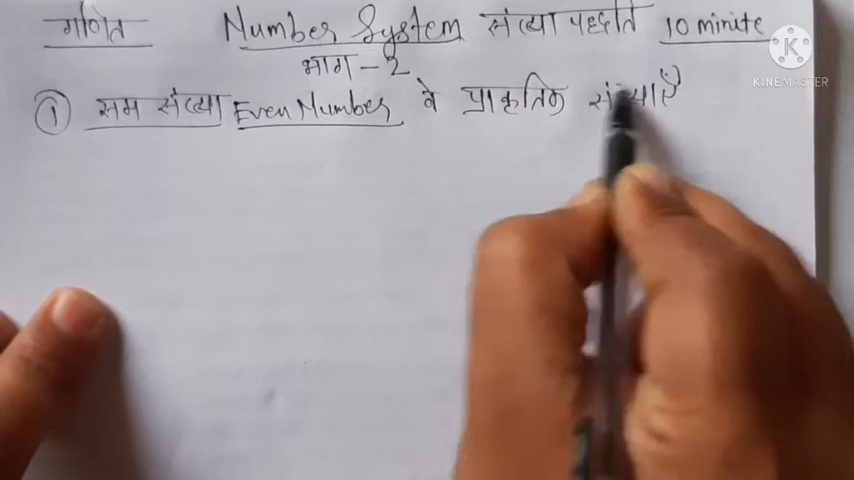 गणित Number System संख्या पद्धति 10 minute
भाग - 2
KINEMASTER
① सम संख्या Even Number वे प्राकृतिक संख्याएँ